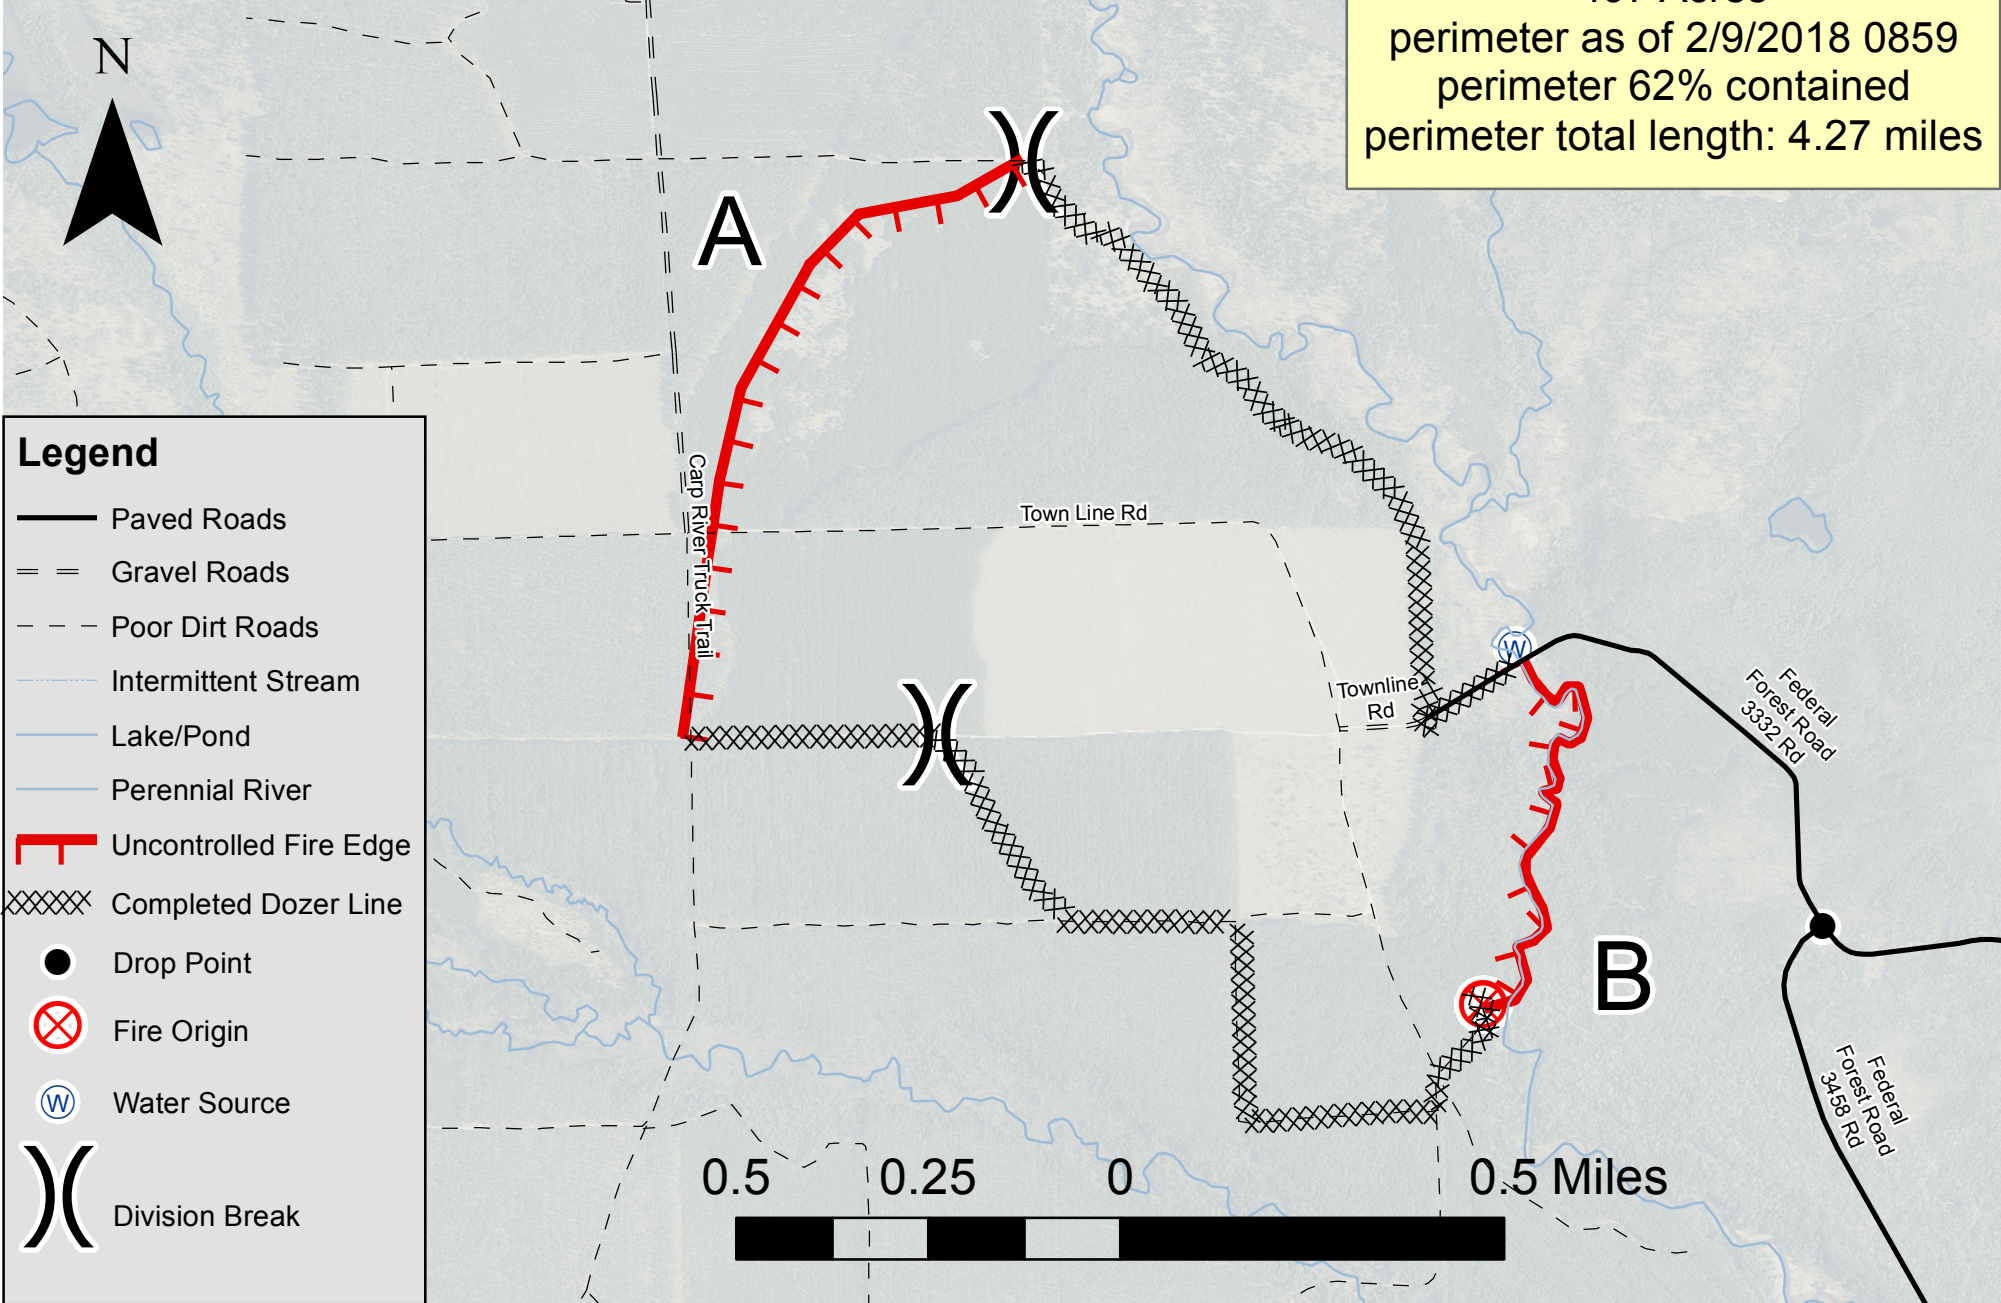 Acres
perimeter as of 2/9/2018 0859
perimeter 62% contained
perimeter total length: 4.27 miles
N
A
Carp River Truck Trail
Town Line Rd
Townline
Rd
W
Federal
Forest Road
3332 Rd
B
Federal
Forest Road
3458 Rd
Legend
Paved Roads
Gravel Roads
Poor Dirt Roads
Intermittent Stream
Lake/Pond
Perennial River
Uncontrolled Fire Edge
Completed Dozer Line
Drop Point
Fire Origin
W Water Source
Division Break
0.5 0.25 0 0.5 Miles